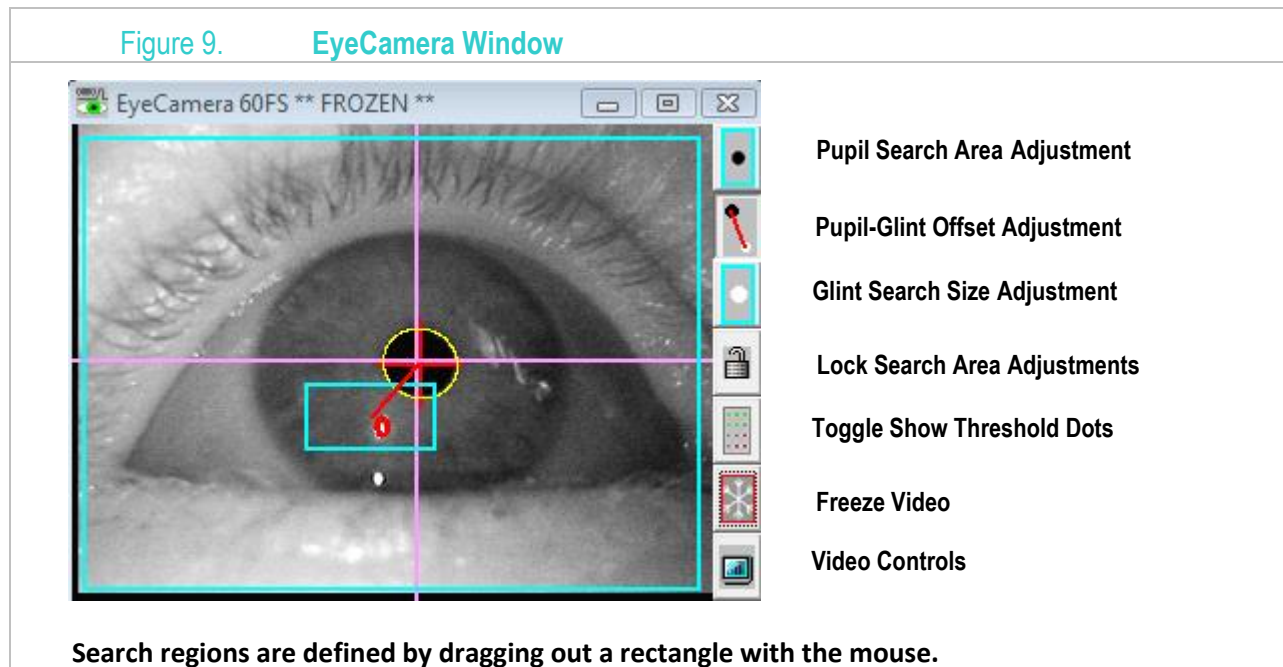 Figure 9. EyeCamera Window
EyeCamera 60FS ** FROZEN **
Pupil Search Area Adjustment
Pupil-Glint Offset Adjustment
Glint Search Size Adjustment
Lock Search Area Adjustments
Toggle Show Threshold Dots
Freeze Video
Video Controls
Search regions are defined by dragging out a rectangle with the mouse.